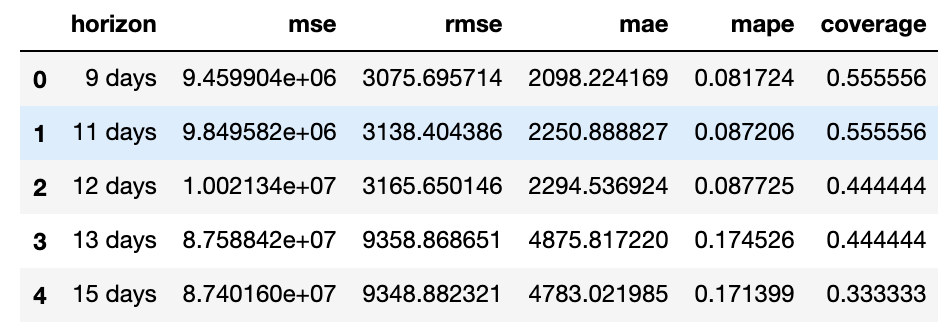 horizon mse rmse mae mape coverage
0 9 days 9.459904e+06 3075.695714 2098.224169 0.081724 0.555556
1 11 days 9.849582e+06 3138.404386 2250.888827 0.087206 0.555556
2 12 days 1.002134e+07 3165.650146 2294.536924 0.087725 0.444444
3 13 days 8.758842e+07 9358.868651 4875.817220 0.174526 0.444444
4 15 days 8.740160e+07 9348.882321 4783.021985 0.171399 0.333333